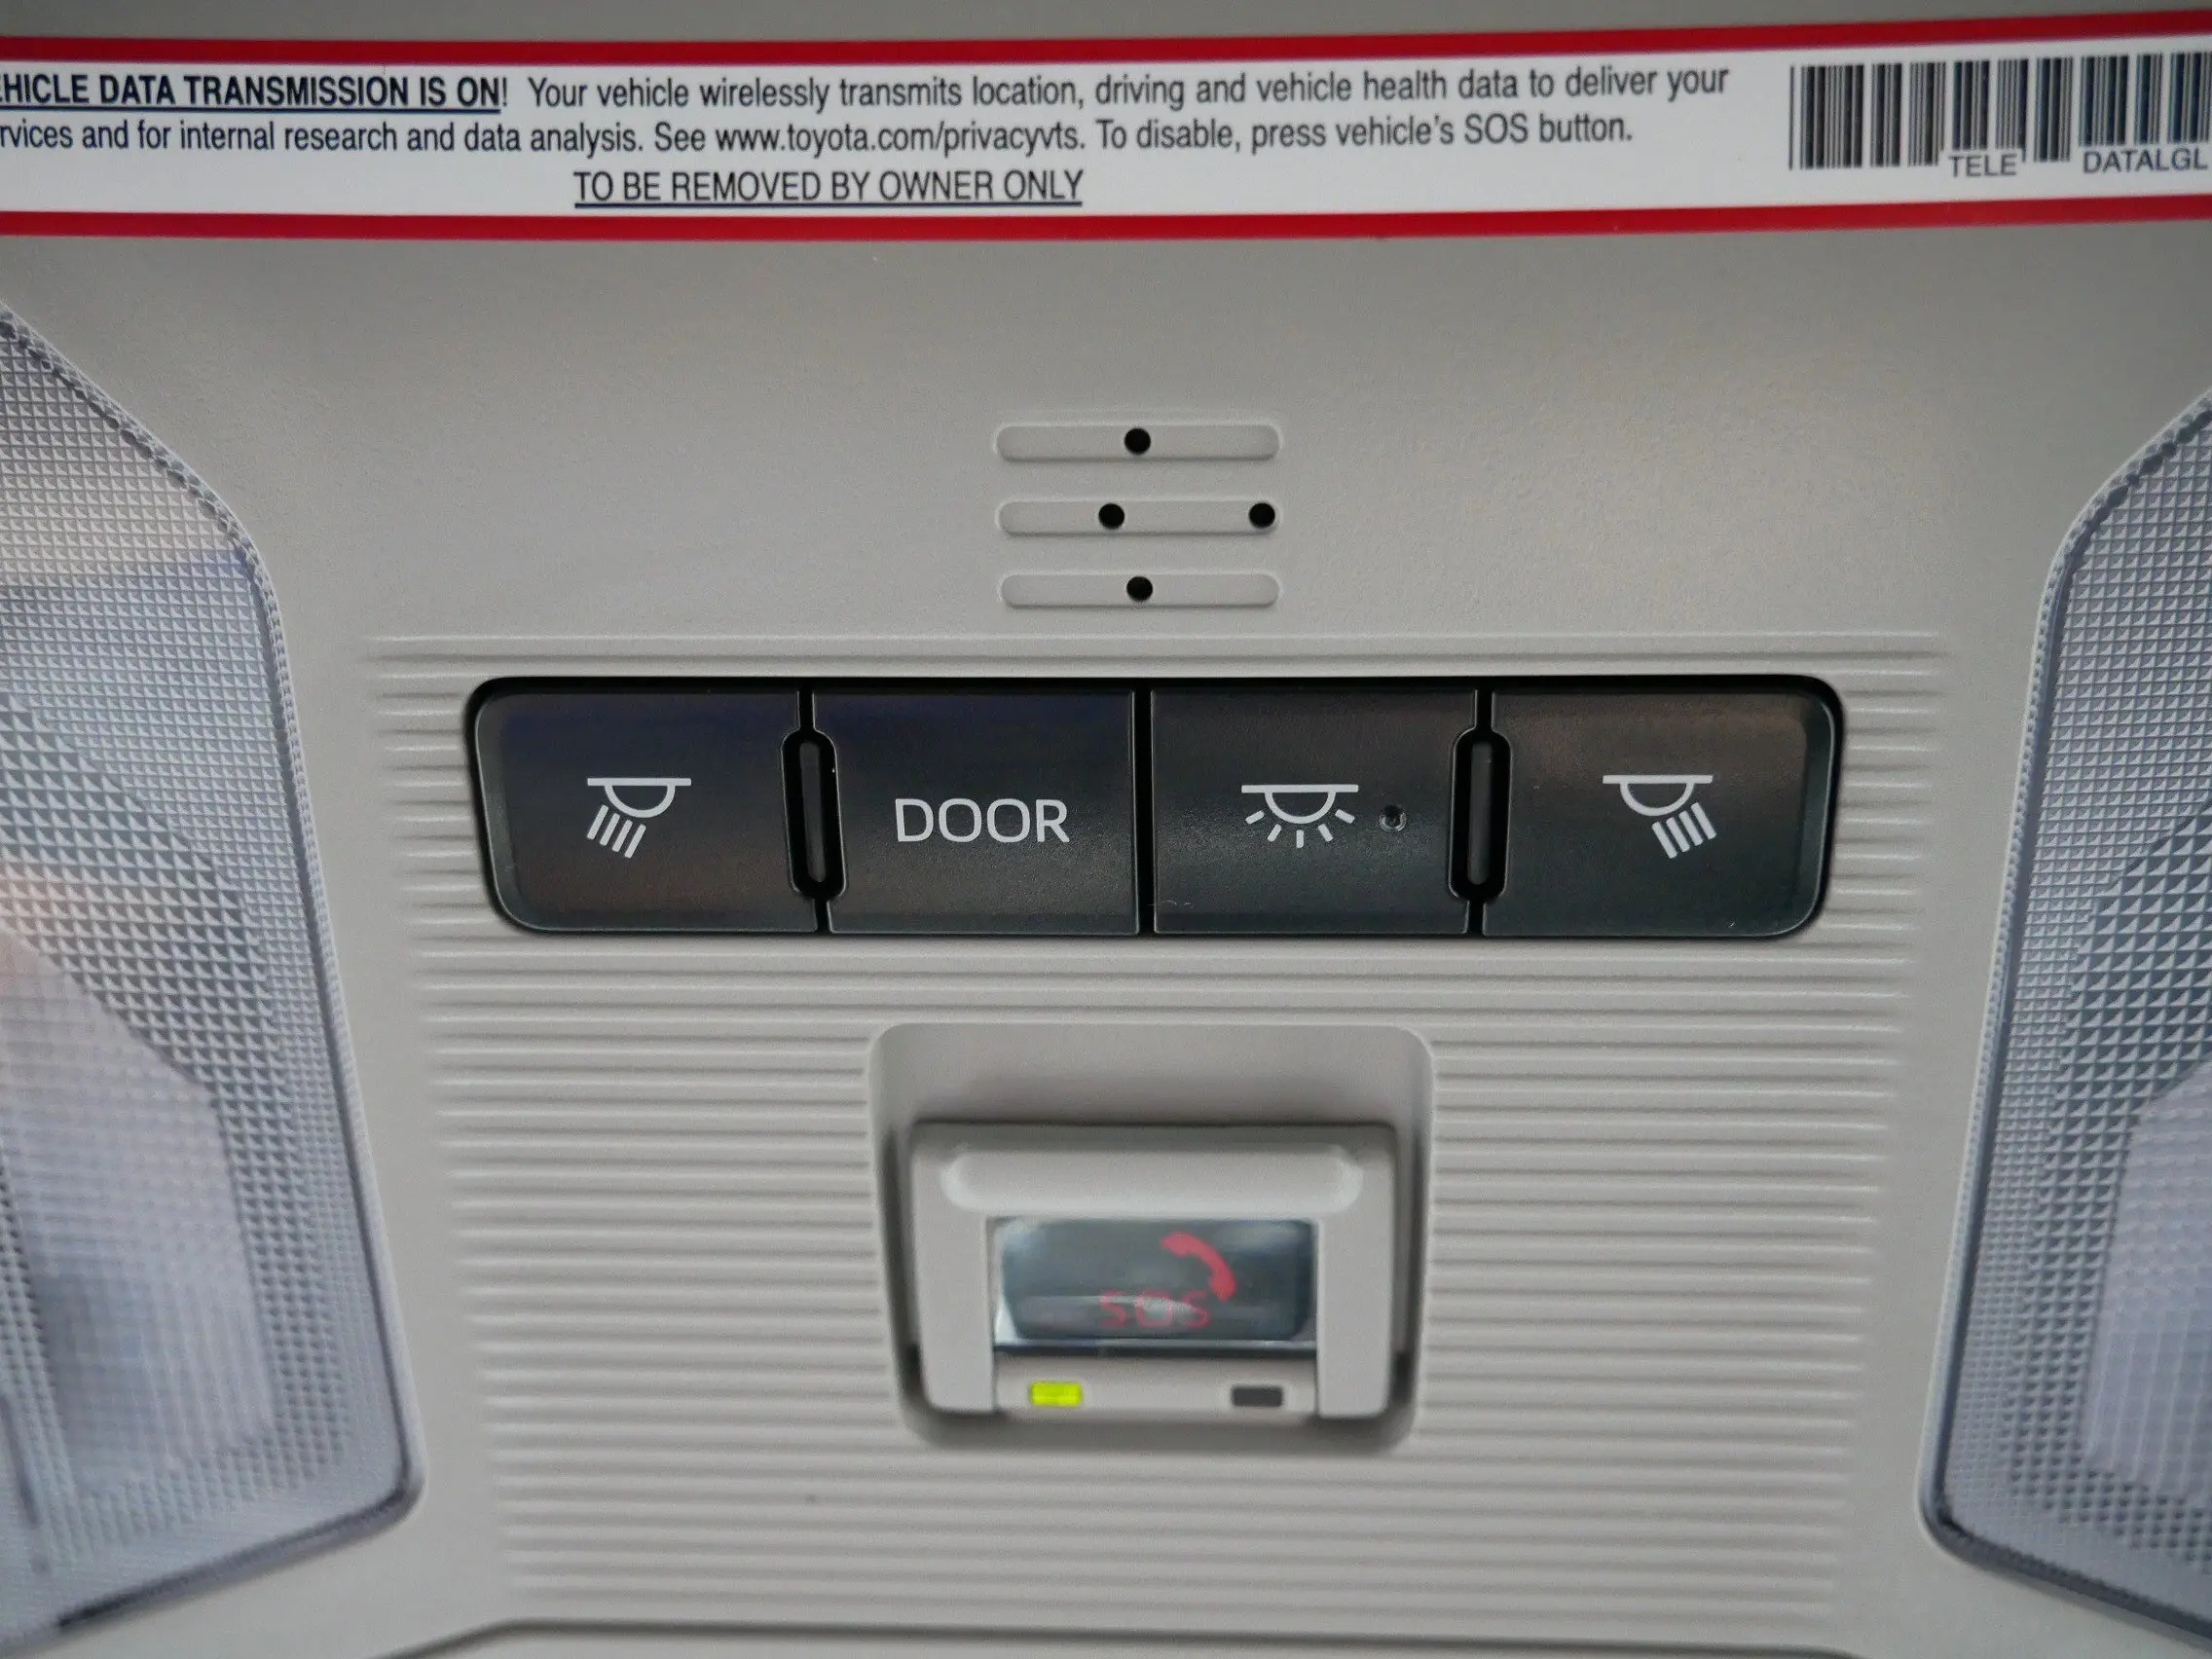 HICLE DATA TRANSMISSION IS ON! Your vehicle wirelessly transmits location, driving and vehicle health data to deliver your
rvices and for internal research and data analysis. See www.toyota.com/privacyvts. To disable, press vehicle's SOS button.
TO BE REMOVED BY OWNER ONLY
TELE DATALGL
DOOR
SOS